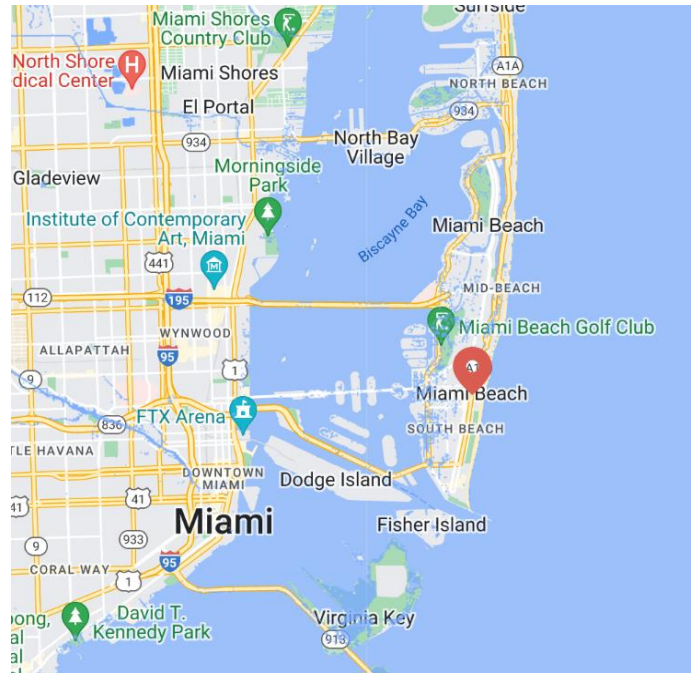 Surfside
Miami Shores
Country Club
North Shore
dical Center
H
A1A
Miami Shores
NORTH BEACH
El Portal
934
934
North Bay
Village
Morningside
Park
Gladeview
Institute of Contemporary
Art, Miami
Biscayne Bay
Miami Beach
441
M
MID-BEACH
112
195
WYNWOOD
Miami Beach Golf Club
ALLAPATTAH
95
1
A1
9
Miami Beach
FTX Arena
836
SOUTH BEACH
TLE HAVANA
DOWNTOWN
MIAMI
Dodge Island
41
41
Miami
Fisher Island
9
933
95
CORAL WAY
1
David T.
Kennedy Park
Virginia Key
913
oong,
al
al